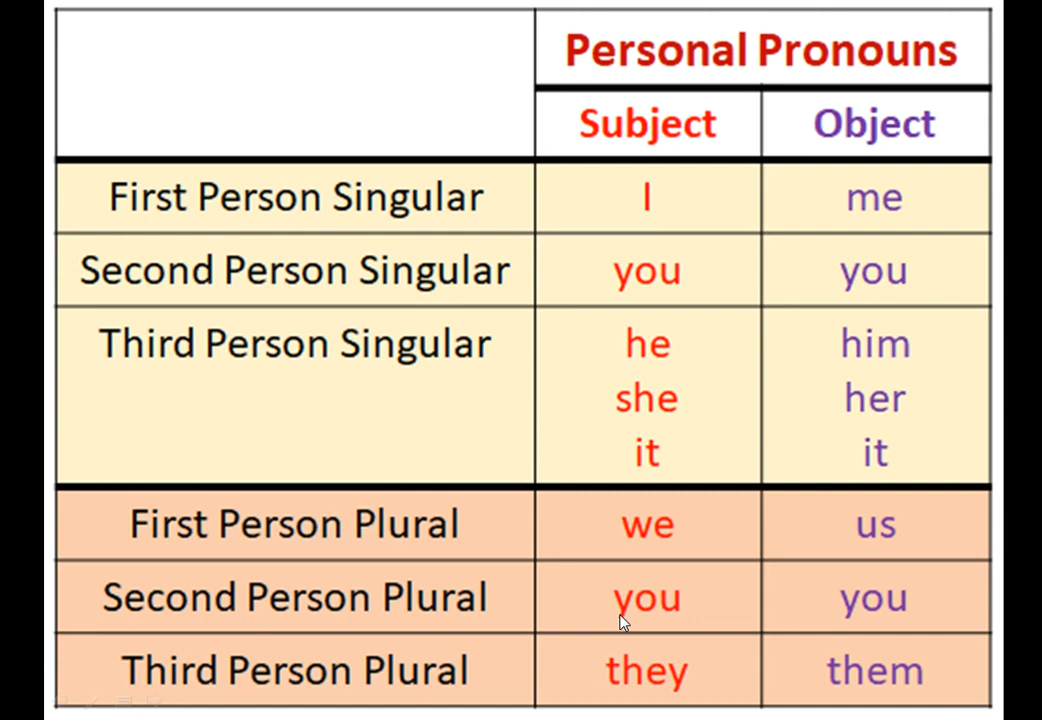 Personal Pronouns
Subject Object
First Person Singular I me
Second Person Singular you you
Third Person Singular he him
she her
it it
First Person Plural we us
Second Person Plural you you
Third Person Plural they them